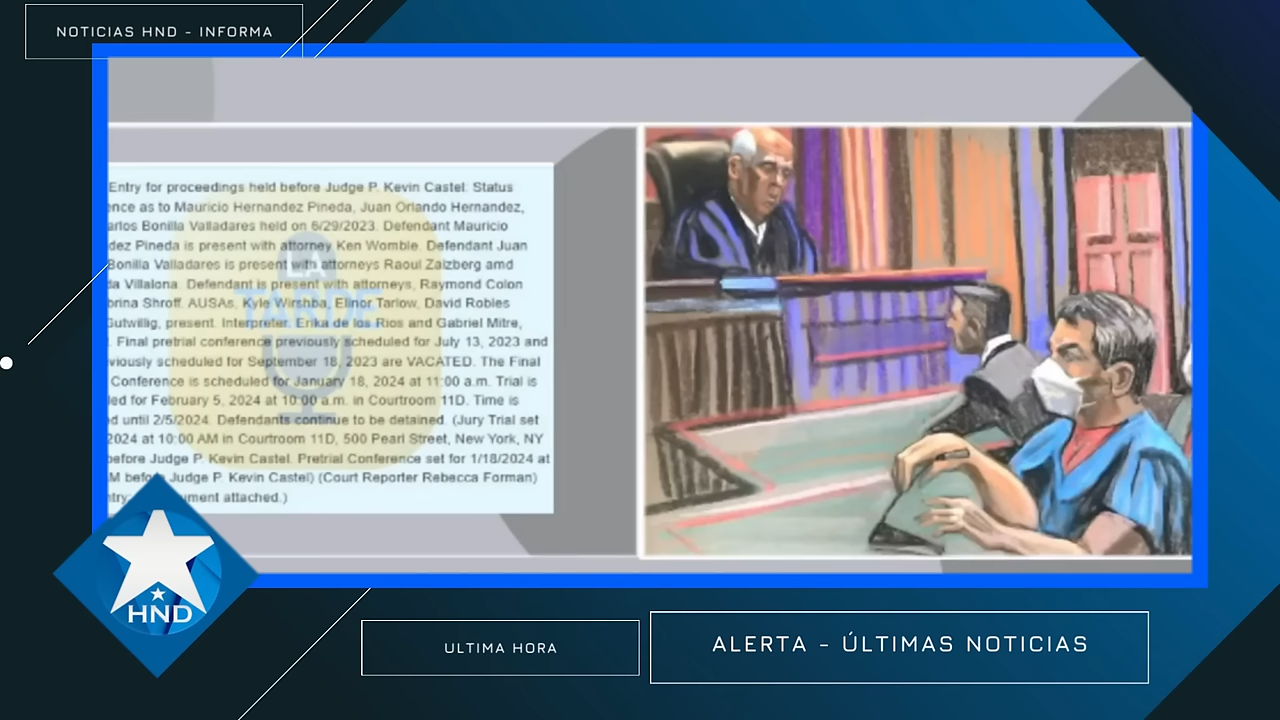 NOTICIAS HND - INFORMA
Entry for proceedings held before Judge P. Kevin Castel: Status
ence as to Mauricio Hernandez Pineda, Juan Orlando Hernandez,
arlos Bonilla Valladares held on 6/29/2023. Defendant Mauricio
dez Pineda is present with attorney Ken Womble. Defendant Juan
Bonilla Valladares is present with attorneys Raoul Zalzberg amd
da Villalona. Defendant is present with attorneys, Raymond Colon
brina Shroff. AUSAs, Kyle Wirshba, Elinor Tarlow, David Robles
Gutwillig, present. Interpreter: Erika de los Rios and Gabriel Mitre,
. Final pretrial conference previously scheduled for July 13, 2023 and
viously scheduled for September 18, 2023 are VACATED. The Final
Conference is scheduled for January 18, 2024 at 11:00 a.m. Trial is
led for February 5, 2024 at 10:00 a.m. in Courtroom 11D. Time is
d until 2/5/2024. Defendants continue to be detained. (Jury Trial set
2024 at 10:00 AM in Courtroom 11D, 500 Pearl Street, New York, NY
before Judge P. Kevin Castel. Pretrial Conference set for 1/18/2024 at
M before Judge P. Kevin Castel) (Court Reporter Rebecca Forman)
ument attached.)
LA
TARDE
HND
ULTIMA HORA
ALERTA - ÚLTIMAS NOTICIAS